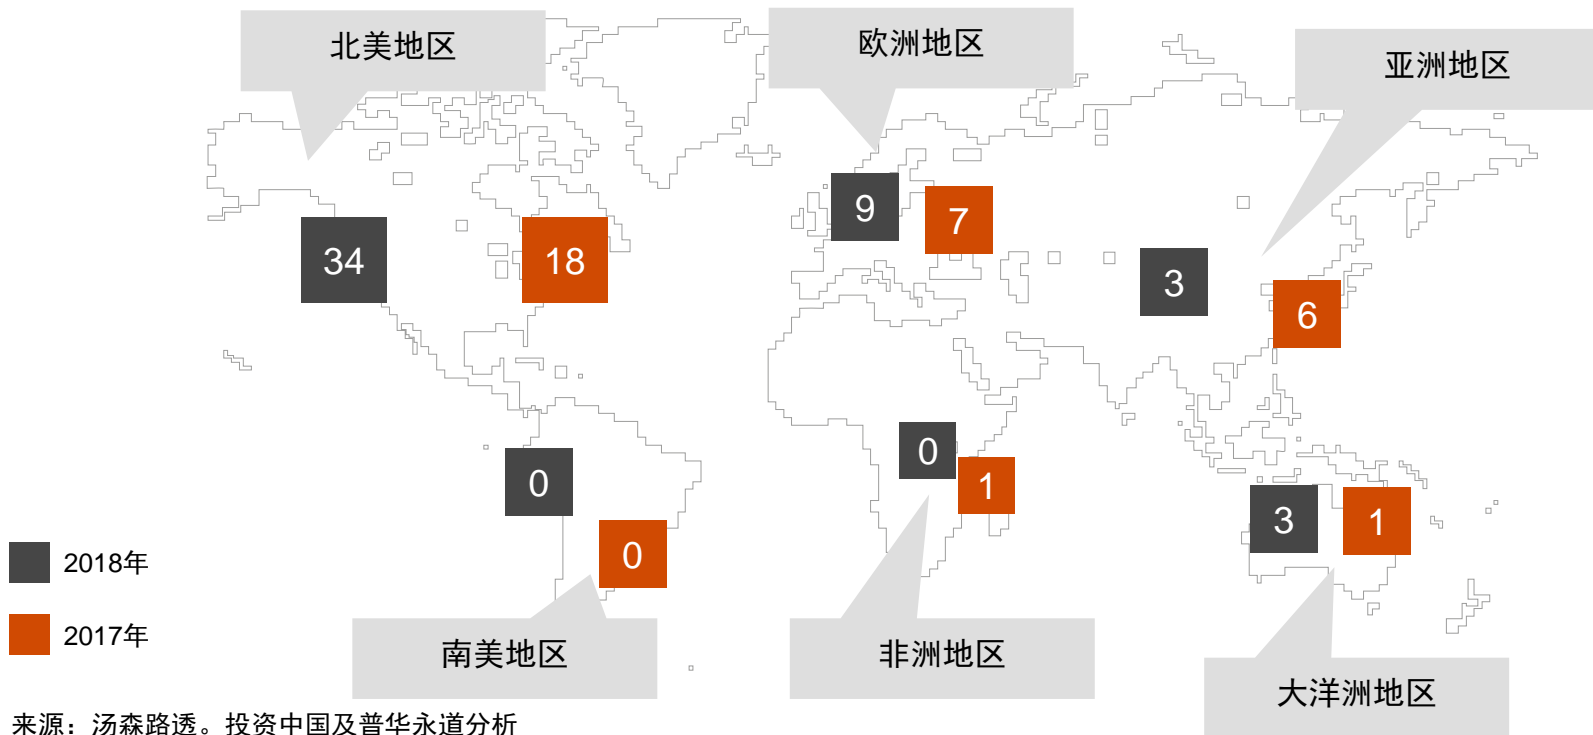 北美地区
欧洲地区
亚洲地区
34
18
9
7
3
6
0
0
0
1
3
1
2018年
2017年
南美地区
非洲地区
大洋洲地区
来源：汤森路透。投资中国及普华永道分析